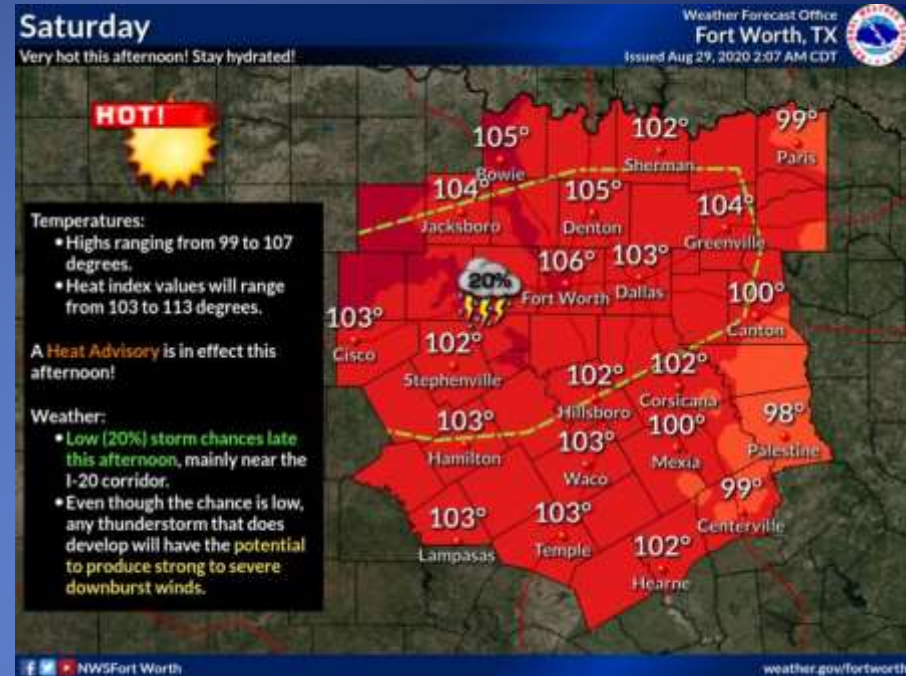 Saturday
Very hot this afternoon! Stay hydrated!
Weather Forecast Office
Fort Worth, TX
Issued Aug 29, 2020 2:07 AM CDT
HOT!
Temperatures:
• Highs ranging from 99 to 107
degrees.
• Heat index values will range
from 103 to 113 degrees.
A Heat Advisory is in effect this
afternoon!
Weather:
• Low (20%) storm chances late
this afternoon, mainly near the
I-20 corridor.
• Even though the chance is low,
any thunderstorm that does
develop will have the potential
to produce strong to severe
downburst winds.
105°
Bowie
102°
Sherman
99°
Paris
104°
Jacksboro
105°
Denton
104°
Greenville
20%
106°
Fort Worth
103°
Dallas
100°
Canton
103°
Cisco
102°
Stephenville
102°
Hillsboro
102°
Corsicana
98°
Palestine
103°
Hamilton
103°
Waco
100°
Mexia
99°
Centerville
103°
Lampasas
103°
Temple
102°
Hearne
NWSFort Worth
weather.gov/fortworth